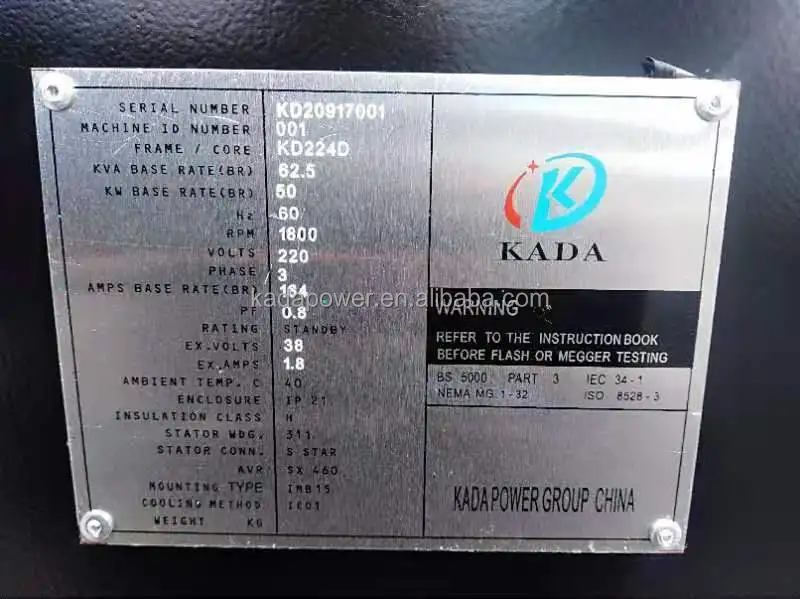 SERIAL NUMBER KD20917001
MACHINE ID NUMBER 001
FRAME / CORE KD224D
KVA BASE RATE(BR) 62.5
KW BASE RATE(BR) 50
Hz 60
RPM 1800
VOLTS 220
PHASE 3
AMPS BASE RATE(BR) 164
PF 0.8
RATING STANDBY
EX.VOLTS 38
EX.AMPS 1.8
AMBIENT TEMP. C 40
ENCLOSURE IP 21
INSULATION CLASS H
STATOR WDG. 311
STATOR CONN. S STAR
AVR SX 460
MOUNTING TYPE IMB15
COOLING METHOD IC01
WEIGHT KG
KADA
kadapower.en.alibaba.com
WARNING
REFER TO THE INSTRUCTION BOOK
BEFORE FLASH OR MEGGER TESTING
BS 5000 PART 3 IEC 34-1
NEMA MG 1-32 ISO 8528-3
KADA POWER GROUP CHINA